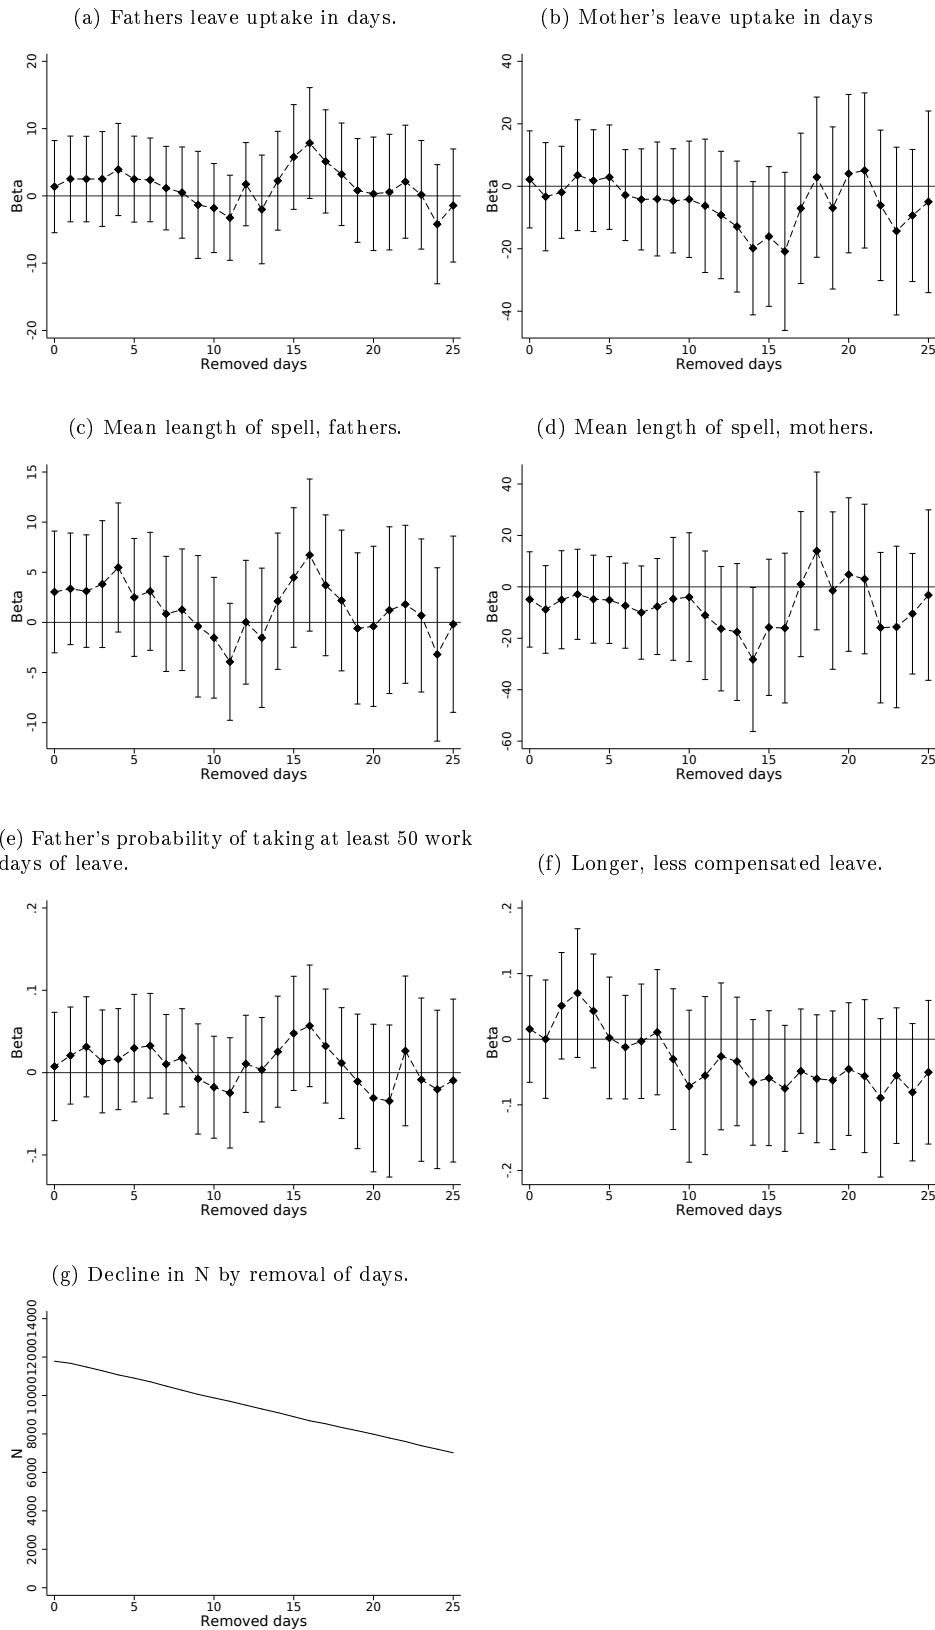 (a) Fathers leave uptake in days.
20
10
0
-10
-20
Beta
0 5 10 15 20 25
Removed days
(b) Mother's leave uptake in days
40
20
0
-20
-40
Beta
0 5 10 15 20 25
Removed days
(c) Mean leangth of spell, fathers.
15
10
5
0
-5
-10
Beta
0 5 10 15 20 25
Removed days
(d) Mean length of spell, mothers.
40
20
0
-20
-40
-60
Beta
0 5 10 15 20 25
Removed days
(e) Father's probability of taking at least 50 work
days of leave.
.2
.1
0
-.1
Beta
0 5 10 15 20 25
Removed days
(f) Longer, less compensated leave.
.2
.1
0
-.1
-.2
Beta
0 5 10 15 20 25
Removed days
(g) Decline in N by removal of days.
14000
12000
10000
8000
6000
4000
2000
0
N
0 5 10 15 20 25
Removed days